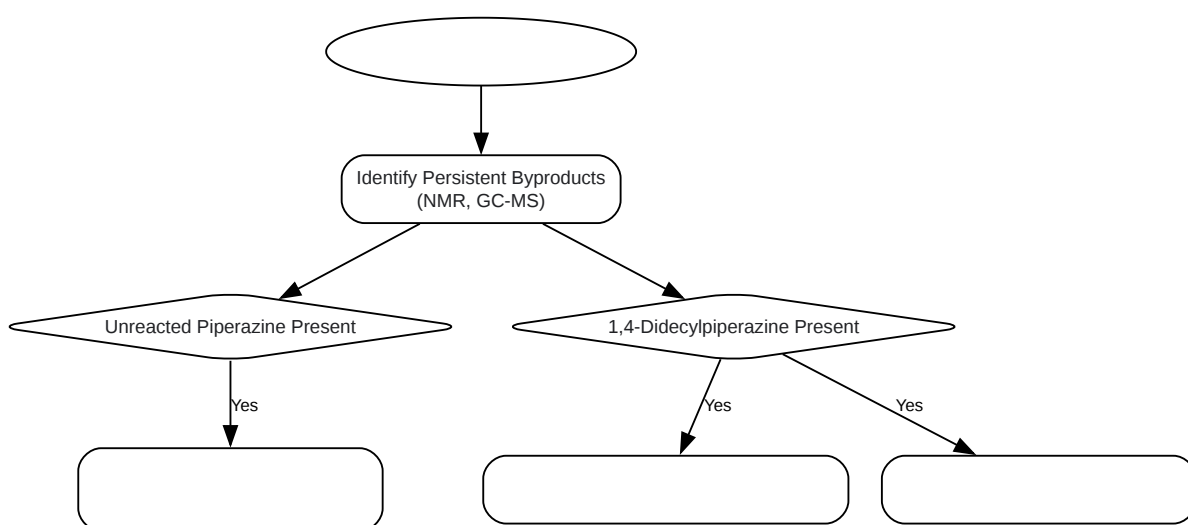 Identify Persistent Byproducts
(NMR, GC-MS)
Unreacted Piperazine Present
1,4-Didecylpiperazine Present
Yes
Yes
Yes